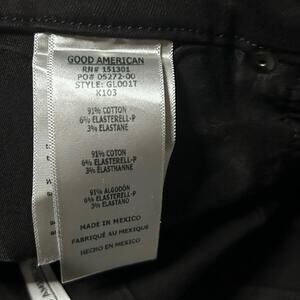 GOOD AMERICAN
RN# 151301
PO# 05272-00
STYLE: GL001T
K103
91% COTTON
6% ELASTERELL-P
3% ELASTANE
91% COTON
6% ELASTERELL-P
3% ELASTHANNE
91% ALGODÓN
6% ELASTERELL-P
3% ELASTANO
MADE IN MEXICO
FABRIQUÉ AU MEXIQUE
HECHO EN MEXICO